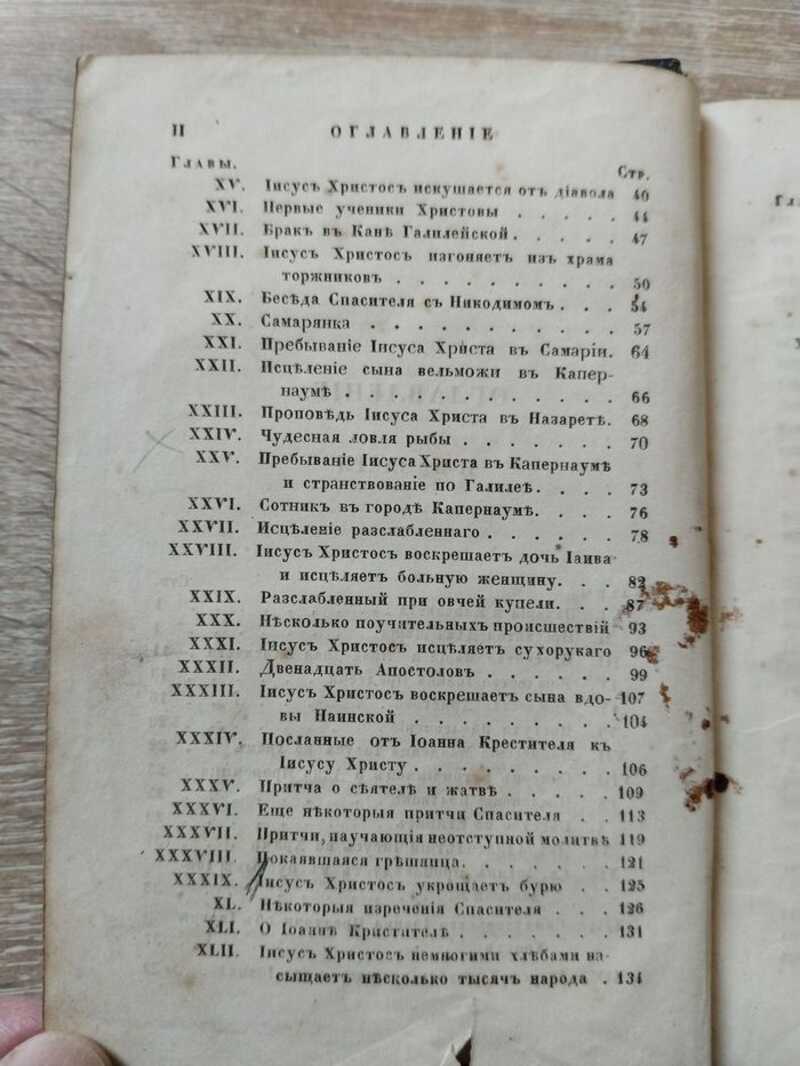 II ОГЛАВЛЕНІЕ
Главы. Стр.
XV. Іисусъ Христосъ искушается отъ діавола 40
XVI. Первые ученики Христовы . . . . . 44
XVII. Бракъ въ Канѣ Галилейской . . . . . 47
XVIII. Іисусъ Христосъ изгоняетъ изъ храма
торжниковъ . . . . . . . . . . 50
XIX. Бесѣда Спасителя съ Никодимомъ . . . 54
XX. Самарянка . . . . . . . . . . . 57
XXI. Пребываніе Іисуса Христа въ Самаріи. 64
XXII. Исцѣленіе сына вельможи въ Капер-
наумѣ . . . . . . . . . . . . 66
XXIII. Проповѣдь Іисуса Христа въ Назаретѣ. 68
XXIV. Чудесная ловля рыбы . . . . . . . 70
XXV. Пребываніе Іисуса Христа въ Капернаумѣ
и странствованіе по Галилеѣ. . . . 73
XXVI. Сотникъ въ городѣ Капернаумѣ. . . . 76
XXVII. Исцѣленіе разслабленнаго . . . . . . 78
XXVIII. Іисусъ Христосъ воскрешаетъ дочь Іаива
и исцѣляетъ больную женщину. . . 82
XXIX. Разслабленный при овчей купели. . . 87
XXX. Нѣсколько поучительныхъ происшествій 93
XXXI. Іисусъ Христосъ исцѣляетъ сухорукаго 96
XXXII. Двенадцать Апостоловъ . . . . . . 99
XXXIII. Іисусъ Христосъ воскрешаетъ сына вдо- 107
вы Наинской . . . . . . . . . 104
XXXIV. Посланные отъ Іоанна Крестителя къ
Іисусу Христу . . . . . . . . . 106
XXXV. Притча о сѣятелѣ и жатвѣ . . . . . 109
XXXVI. Еще нѣкоторыя притчи Спасителя . . 113
XXXVII. Притчи, научающія неотступной молитвѣ 119
XXXVIII. Покаявшаяся грѣшница. . . . . . . 121
XXXIX. Іисусъ Христосъ укрощаетъ бурю . . 125
XL. Нѣкоторыя изреченія Спасителя . . . 126
XLI. О Іоаннѣ Кристителѣ . . . . . . . 131
XLII. Іисусъ Христосъ немногими хлѣбами на-
сыщаетъ нѣсколько тысячъ народа . 134